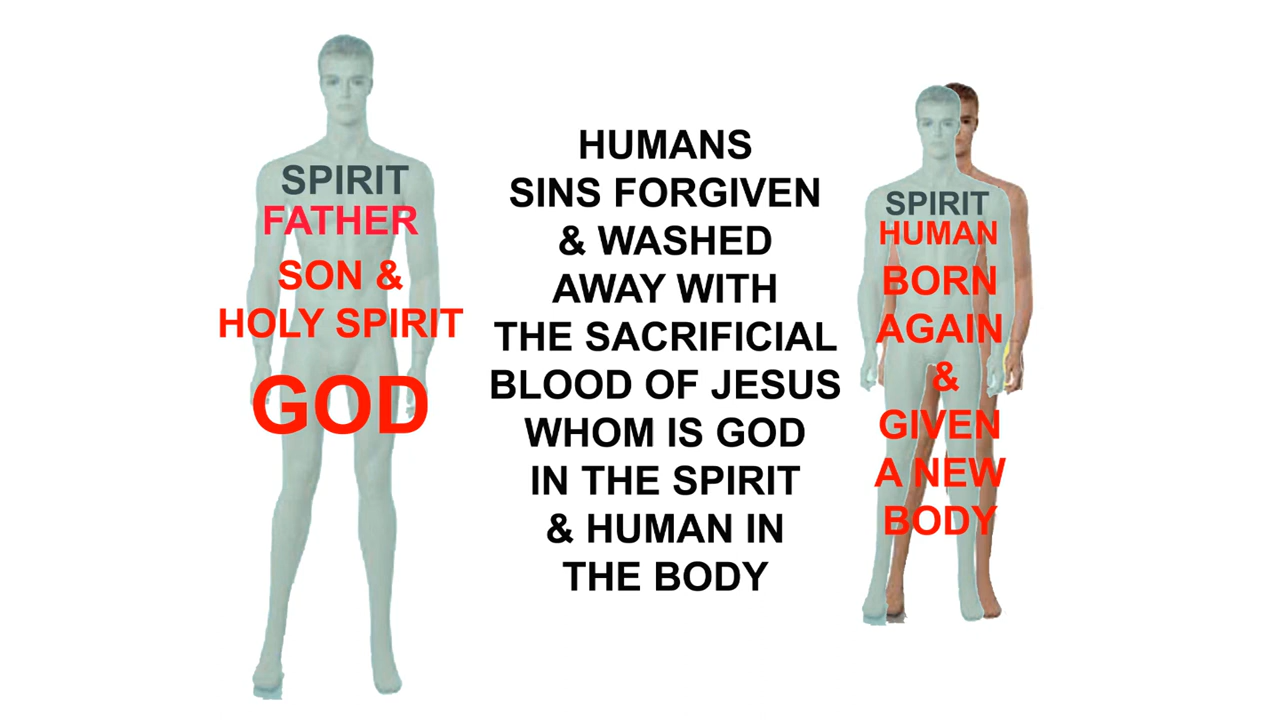 SPIRIT
FATHER
SON &
HOLY SPIRIT
GOD
HUMANS
SINS FORGIVEN
& WASHED
AWAY WITH
THE SACRIFICIAL
BLOOD OF JESUS
WHOM IS GOD
IN THE SPIRIT
& HUMAN IN
THE BODY
SPIRIT
HUMAN
BORN
AGAIN
&
GIVEN
A NEW
BODY